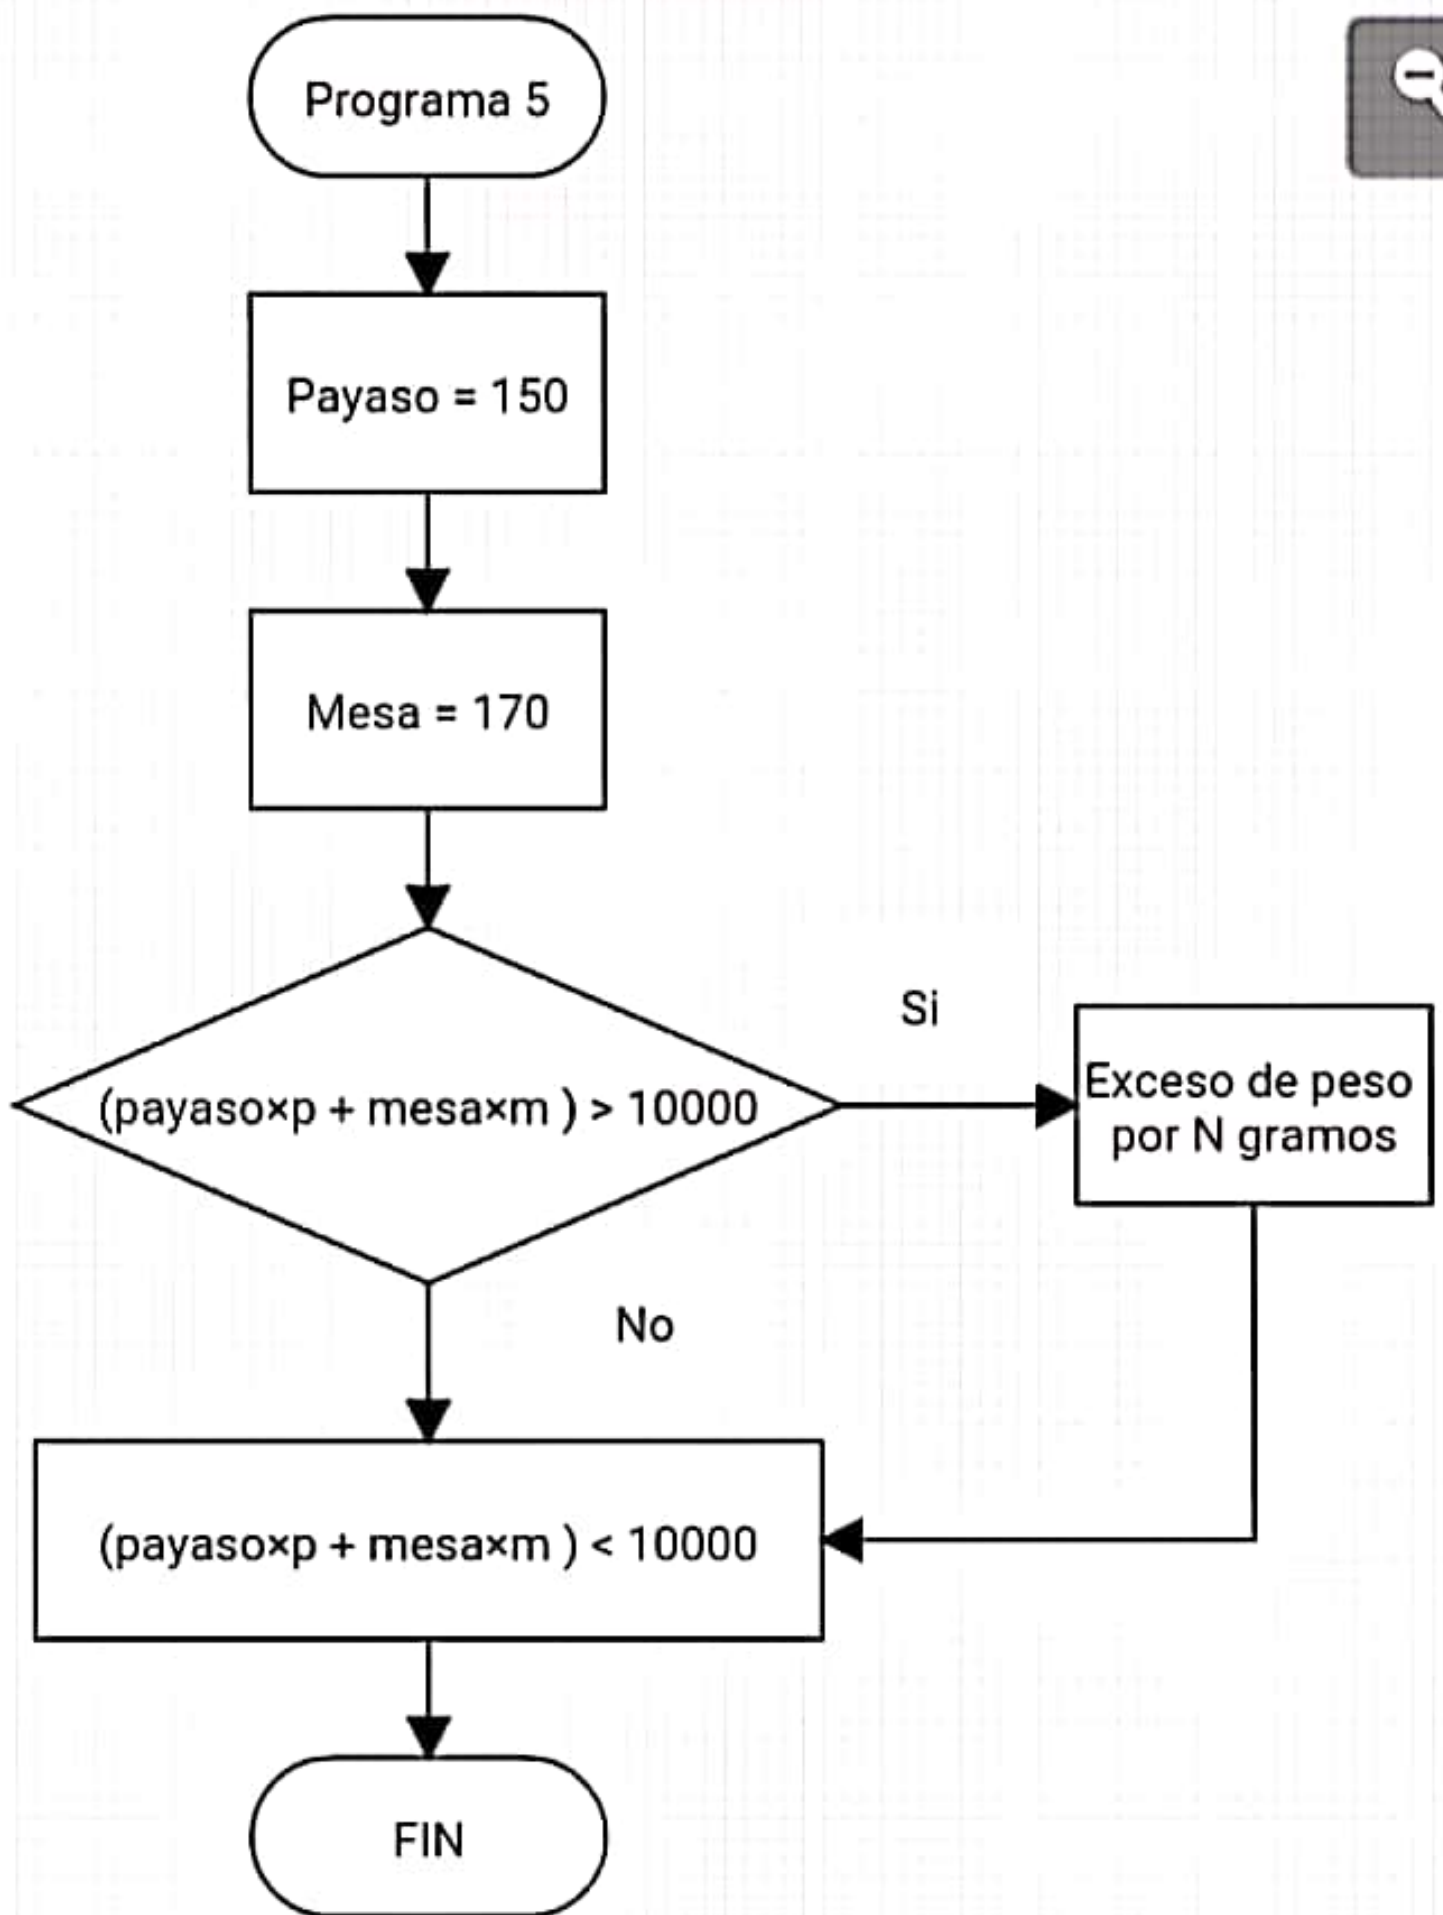 Programa 5
Payaso = 150
Mesa = 170
(payaso×p + mesa×m ) > 10000
Si
Exceso de peso
por N gramos
No
(payaso×p + mesa×m ) < 10000
FIN